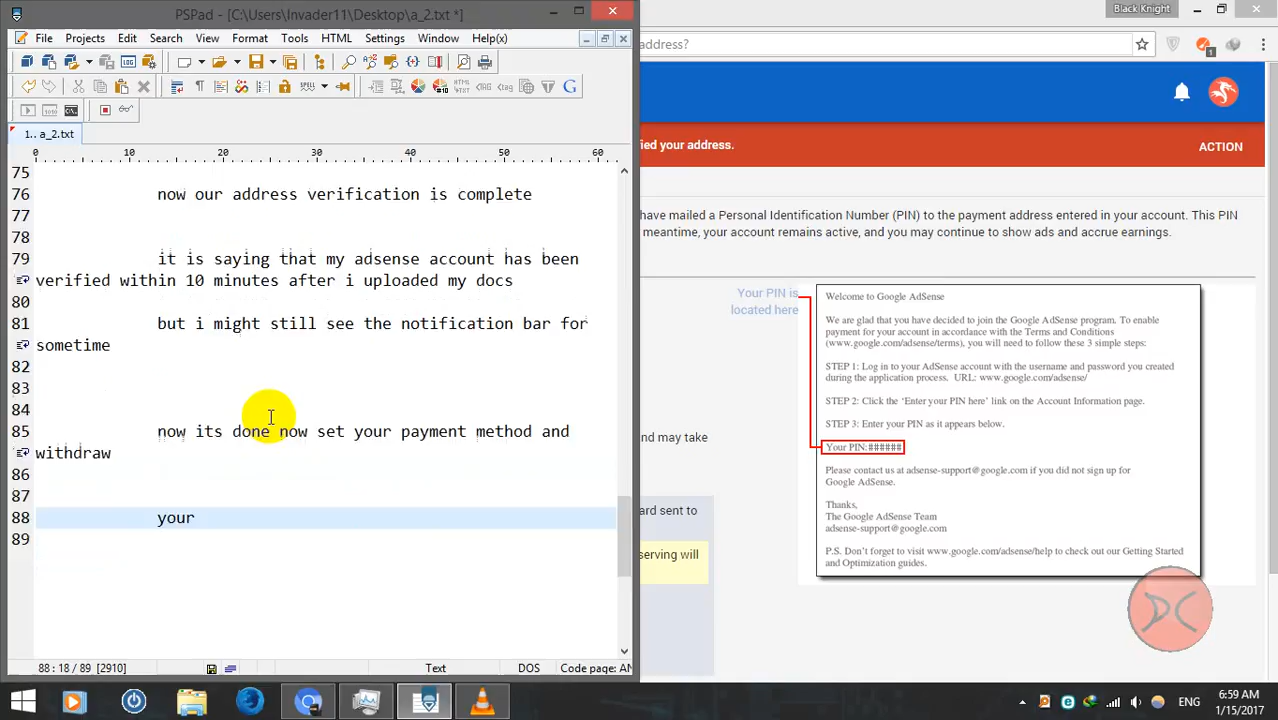 PSPad - [C:\Users\Invader11\Desktop\a_2.txt *]
Black Knight
File Projects Edit Search View Format Tools HTML Settings Window Help(x)
address?
1.. a_2.txt
0 10 20 30 40 50 60
ified your address.
ACTION
75
76 now our address verification is complete
77
78
79 it is saying that my adsense account has been
verified within 10 minutes after i uploaded my docs
80
81 but i might still see the notification bar for
sometime
82
83
84
85 now its done now set your payment method and
withdraw
86
87
88 your
89
have mailed a Personal Identification Number (PIN) to the payment address entered in your account. This PIN
meantime, your account remains active, and you may continue to show ads and accrue earnings.
Your PIN is
located here
Welcome to Google AdSense
We are glad that you have decided to join the Google AdSense program. To enable
payment for your account in accordance with the Terms and Conditions
(www.google.com/adsense/terms), you will need to follow these 3 simple steps:
STEP 1: Log in to your AdSense account with the username and password you created
during the application process. URL: www.google.com/adsense/
STEP 2: Click the ‘Enter your PIN here’ link on the Account Information page.
STEP 3: Enter your PIN as it appears below.
Your PIN:######
Please contact us at adsense-support@google.com if you did not sign up for
Google AdSense.
Thanks,
The Google AdSense Team
adsense-support@google.com
P.S. Don’t forget to visit www.google.com/adsense/help to check out our Getting Started
and Optimization guides.
nd may take
ard sent to
serving will
88 : 18 / 89 [2910]
Text
DOS
Code page: AN
ENG
6:59 AM
1/15/2017